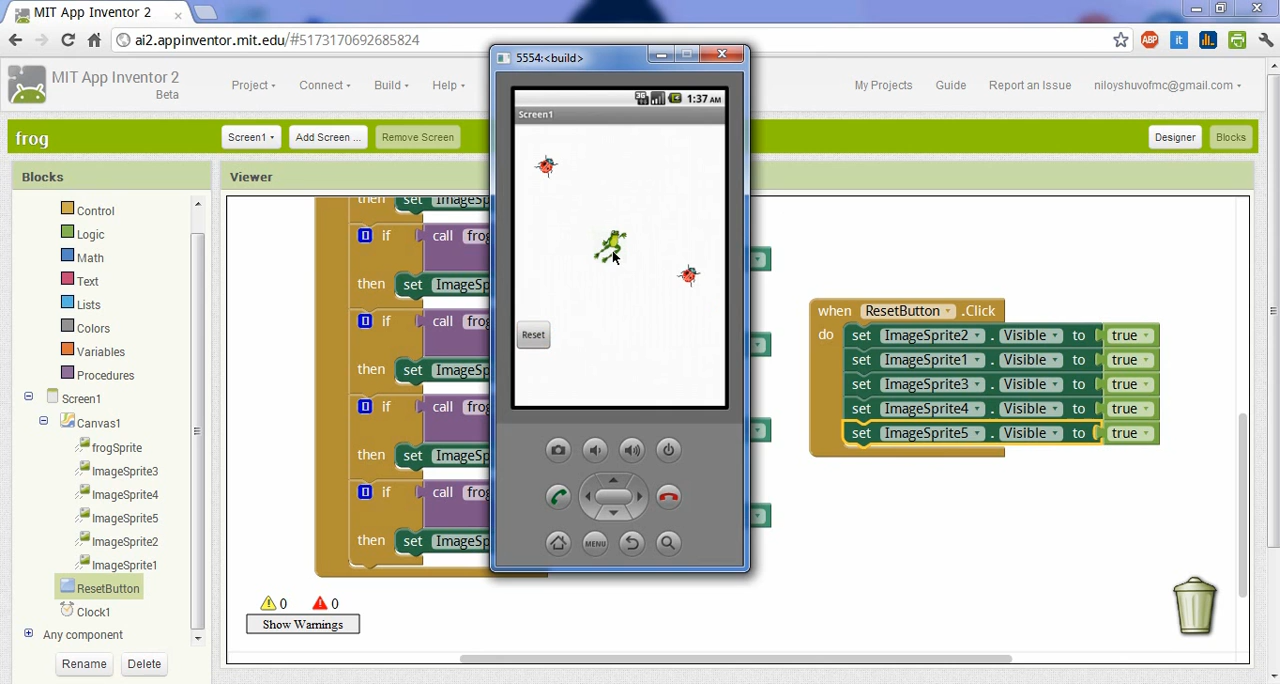 MIT App Inventor 2
ai2.appinventor.mit.edu/#5173170692685824
ABP
it
MIT App Inventor 2
Beta
Project
Connect
Build
Help
My Projects
Guide
Report an Issue
niloyshuvofmc@gmail.com
frog
Screen1
Add Screen ...
Remove Screen
Designer
Blocks
Blocks
Control
Logic
Math
Text
Lists
Colors
Variables
Procedures
Screen1
Canvas1
frogSprite
ImageSprite3
ImageSprite4
ImageSprite5
ImageSprite2
ImageSprite1
ResetButton
Clock1
Any component
Rename
Delete
Viewer
then set
if call
then set
if call
then set
if call
then set
if call
then set
0 0
Show Warnings
5554:<build>
3G 1:37 AM
Screen1
Reset
MENU
when ResetButton .Click
do set ImageSprite2 . Visible to true
set ImageSprite1 . Visible to true
set ImageSprite3 . Visible to true
set ImageSprite4 . Visible to true
set ImageSprite5 . Visible to true